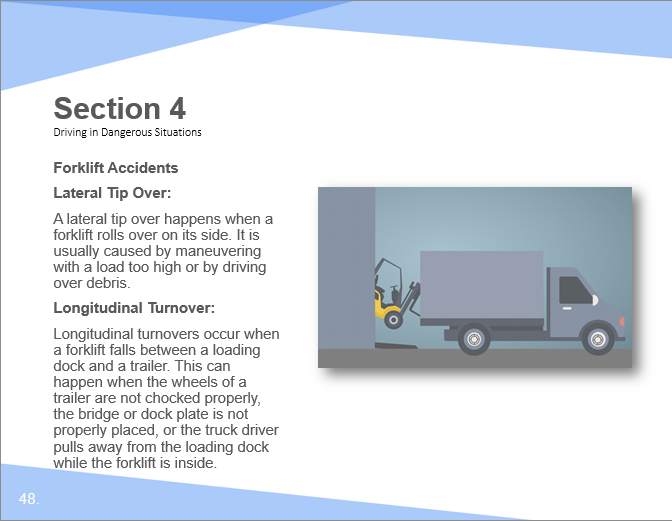 Section 4
Driving in Dangerous Situations
Forklift Accidents
Lateral Tip Over:
A lateral tip over happens when a
forklift rolls over on its side. It is
usually caused by maneuvering
with a load too high or by driving
over debris.
Longitudinal Turnover:
Longitudinal turnovers occur when
a forklift falls between a loading
dock and a trailer. This can
happen when the wheels of a
trailer are not chocked properly,
the bridge or dock plate is not
properly placed, or the truck driver
pulls away from the loading dock
while the forklift is inside.
48.